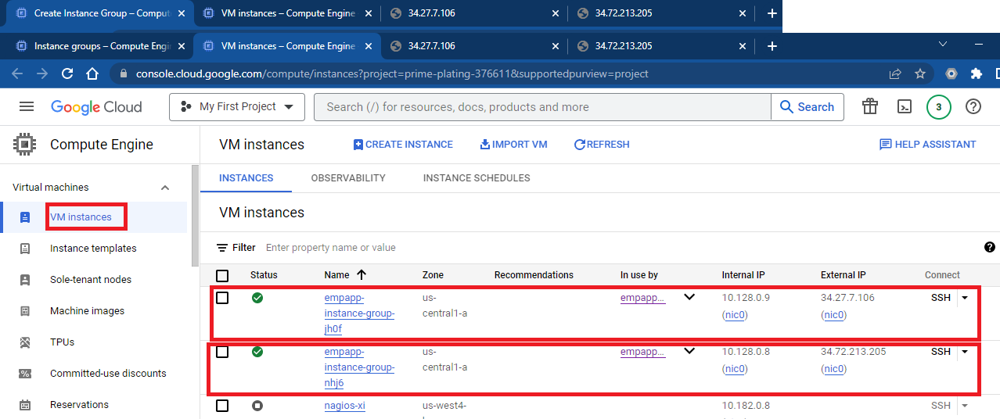 Create Instance Group – Comput
VM instances – Compute Engine
34.27.7.106
34.72.213.205
Instance groups – Compute Engin
VM instances – Compute Engine
34.27.7.106
34.72.213.205
console.cloud.google.com/compute/instances?project=prime-plating-376611&supportedpurview=project
Google Cloud
My First Project
Search (/) for resources, docs, products and more
Search
3
Compute Engine
VM instances
CREATE INSTANCE
IMPORT VM
REFRESH
HELP ASSISTANT
Virtual machines
VM instances
Instance templates
Sole-tenant nodes
Machine images
TPUs
Committed-use discounts
Reservations
INSTANCES
OBSERVABILITY
INSTANCE SCHEDULES
VM instances
Filter Enter property name or value
Status Name Zone Recommendations In use by Internal IP External IP Connect
empapp- us- empapp... 10.128.0.9 34.27.7.106 SSH
instance-group- central1-a (nic0) (nic0)
jh0f
empapp- us- empapp... 10.128.0.8 34.72.213.205 SSH
instance-group- central1-a (nic0) (nic0)
nhj6
nagios-xi us-west4- 10.182.0.8 SSH